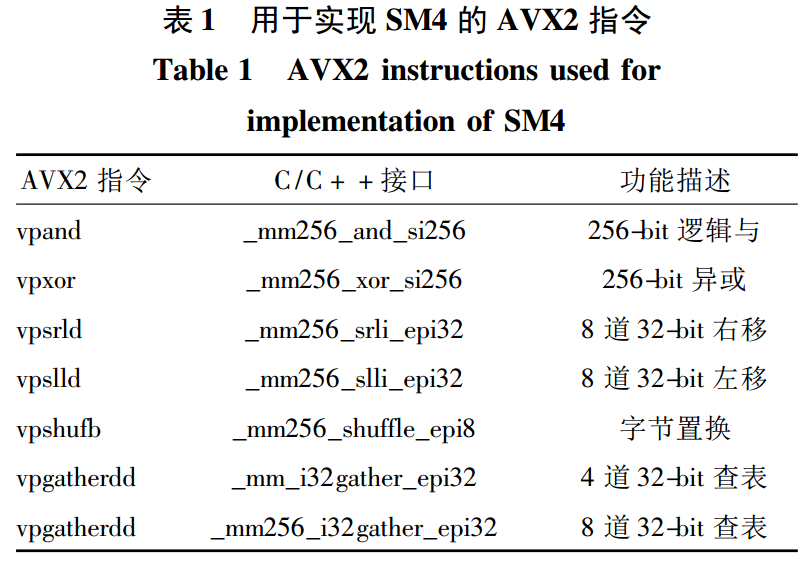 表1 用于实现 SM4 的 AVX2 指令
Table 1 AVX2 instructions used for
implementation of SM4
AVX2 指令 C/C++接口 功能描述
vpand _mm256_and_si256 256-bit 逻辑与
vpxor _mm256_xor_si256 256-bit 异或
vpsrld _mm256_srli_epi32 8 道 32-bit 右移
vpslld _mm256_slli_epi32 8 道 32-bit 左移
vpshufb _mm256_shuffle_epi8 字节置换
vpgatherdd _mm_i32gather_epi32 4 道 32-bit 查表
vpgatherdd _mm256_i32gather_epi32 8 道 32-bit 查表